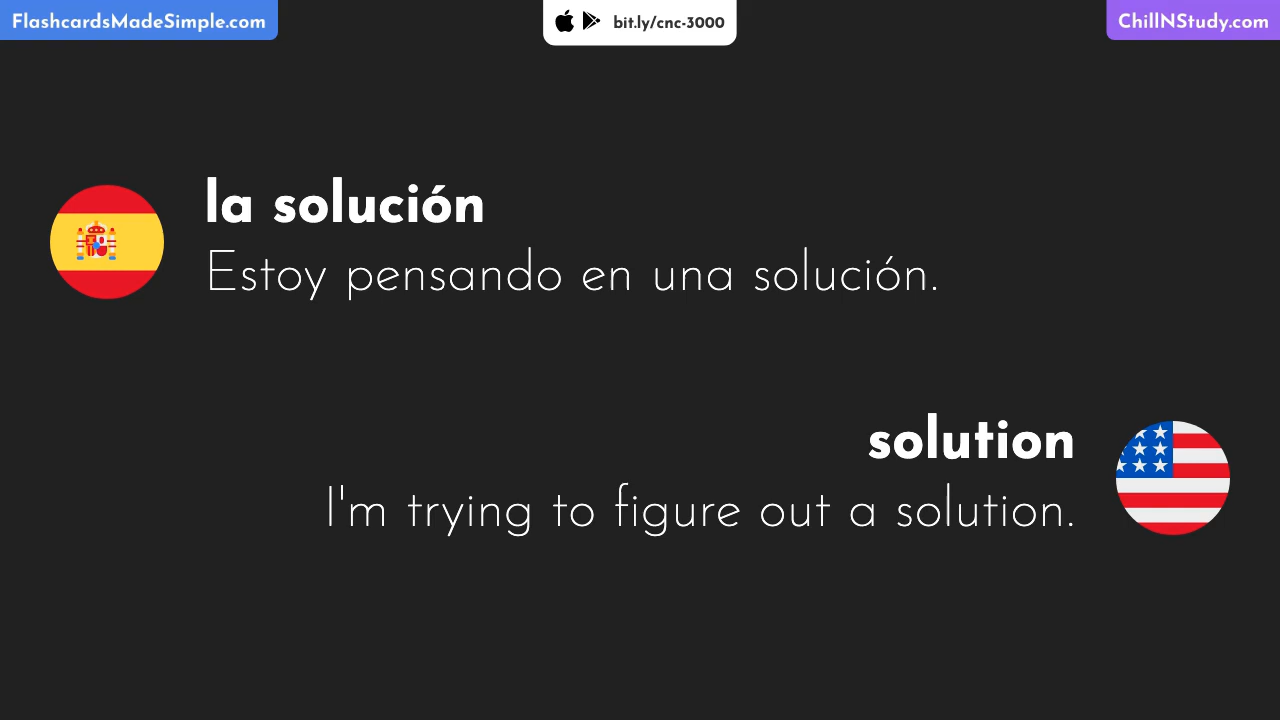 FlashcardsMadeSimple.com
bit.ly/cnc-3000
ChillNStudy.com
la solución
Estoy pensando en una solución.
solution
I'm trying to figure out a solution.